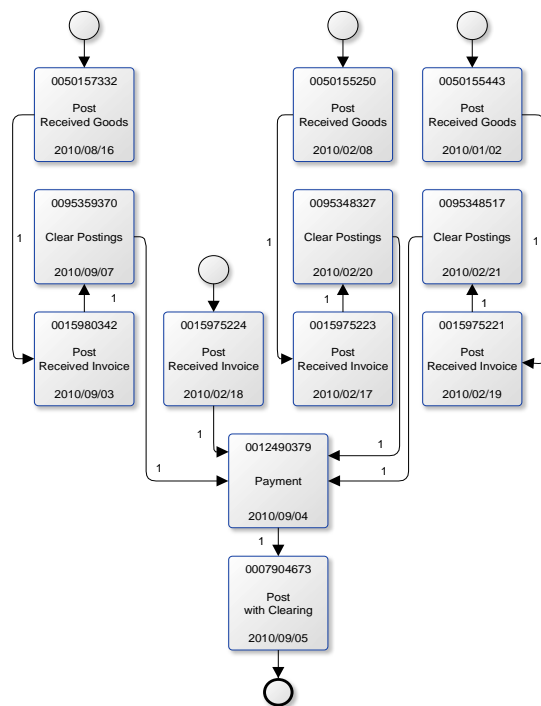 0050157332
Post
Received Goods
2010/08/16
0050155250
Post
Received Goods
2010/02/08
0050155443
Post
Received Goods
2010/01/02
1
0095359370
Clear Postings
2010/09/07
1
0095348327
Clear Postings
2010/02/20
0095348517
Clear Postings
2010/02/21
1
1
1
1
0015980342
Post
Received Invoice
2010/09/03
0015975224
Post
Received Invoice
2010/02/18
0015975223
Post
Received Invoice
2010/02/17
0015975221
Post
Received Invoice
2010/02/19
1
1
1
1
0012490379
Payment
2010/09/04
1
0007904673
Post
with Clearing
2010/09/05